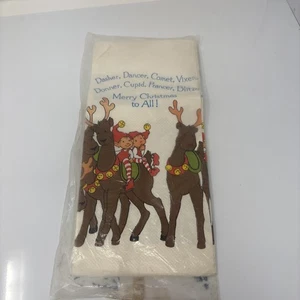 Dasher, Dancer, Comet, Vixen
Donner, Cupid, Prancer, Blitzen
Merry Christmas
to All!